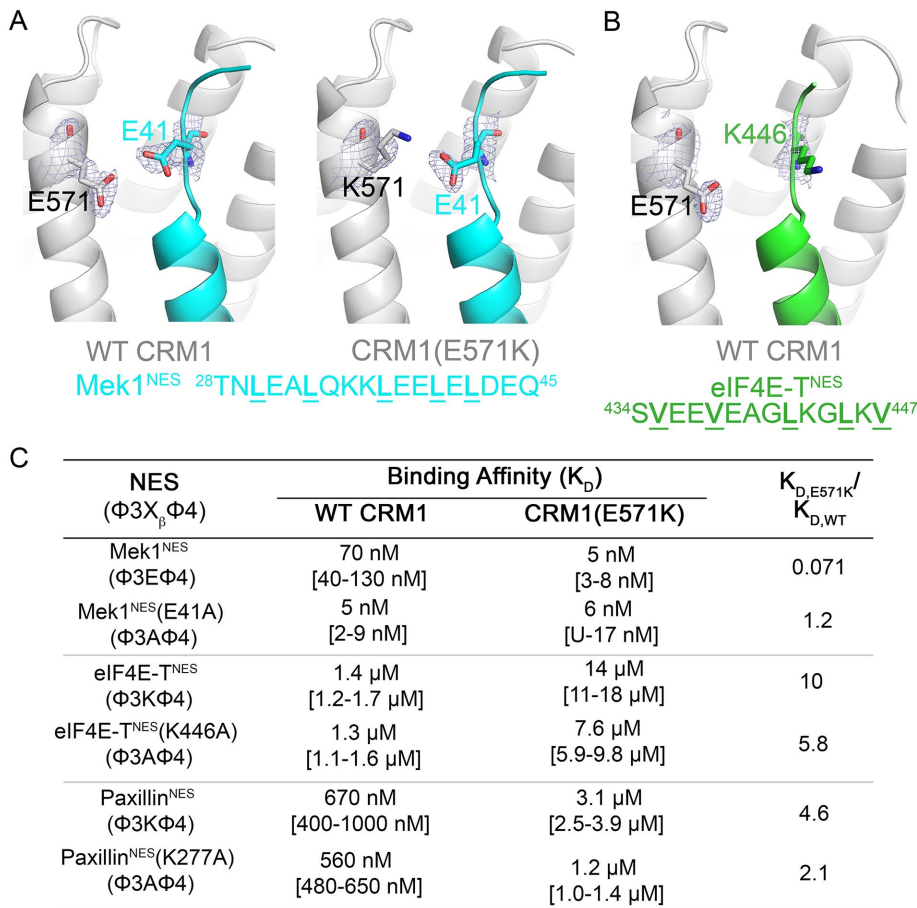 A
B
E41
E571
K571
E41
K446
E571
WT CRM1
CRM1(E571K)
WT CRM1
Mek1ᴺᴱˢ ²⁸TNLEALQKKLEELELDEQ⁴⁵
eIF4E-Tᴺᴱˢ
⁴³⁴SVEEVEAGLKGLKV⁴⁴⁷
C
NES
(Φ3XᵦΦ4)
Binding Affinity (K_D)
WT CRM1
CRM1(E571K)
K_D,E571K/
K_D,WT
Mek1ᴺᴱˢ
(Φ3EΦ4)
70 nM
[40-130 nM]
5 nM
[3-8 nM]
0.071
Mek1ᴺᴱˢ(E41A)
(Φ3AΦ4)
5 nM
[2-9 nM]
6 nM
[U-17 nM]
1.2
eIF4E-Tᴺᴱˢ
(Φ3KΦ4)
1.4 µM
[1.2-1.7 µM]
14 µM
[11-18 µM]
10
eIF4E-Tᴺᴱˢ(K446A)
(Φ3AΦ4)
1.3 µM
[1.1-1.6 µM]
7.6 µM
[5.9-9.8 µM]
5.8
Paxillinᴺᴱˢ
(Φ3KΦ4)
670 nM
[400-1000 nM]
3.1 µM
[2.5-3.9 µM]
4.6
Paxillinᴺᴱˢ(K277A)
(Φ3AΦ4)
560 nM
[480-650 nM]
1.2 µM
[1.0-1.4 µM]
2.1